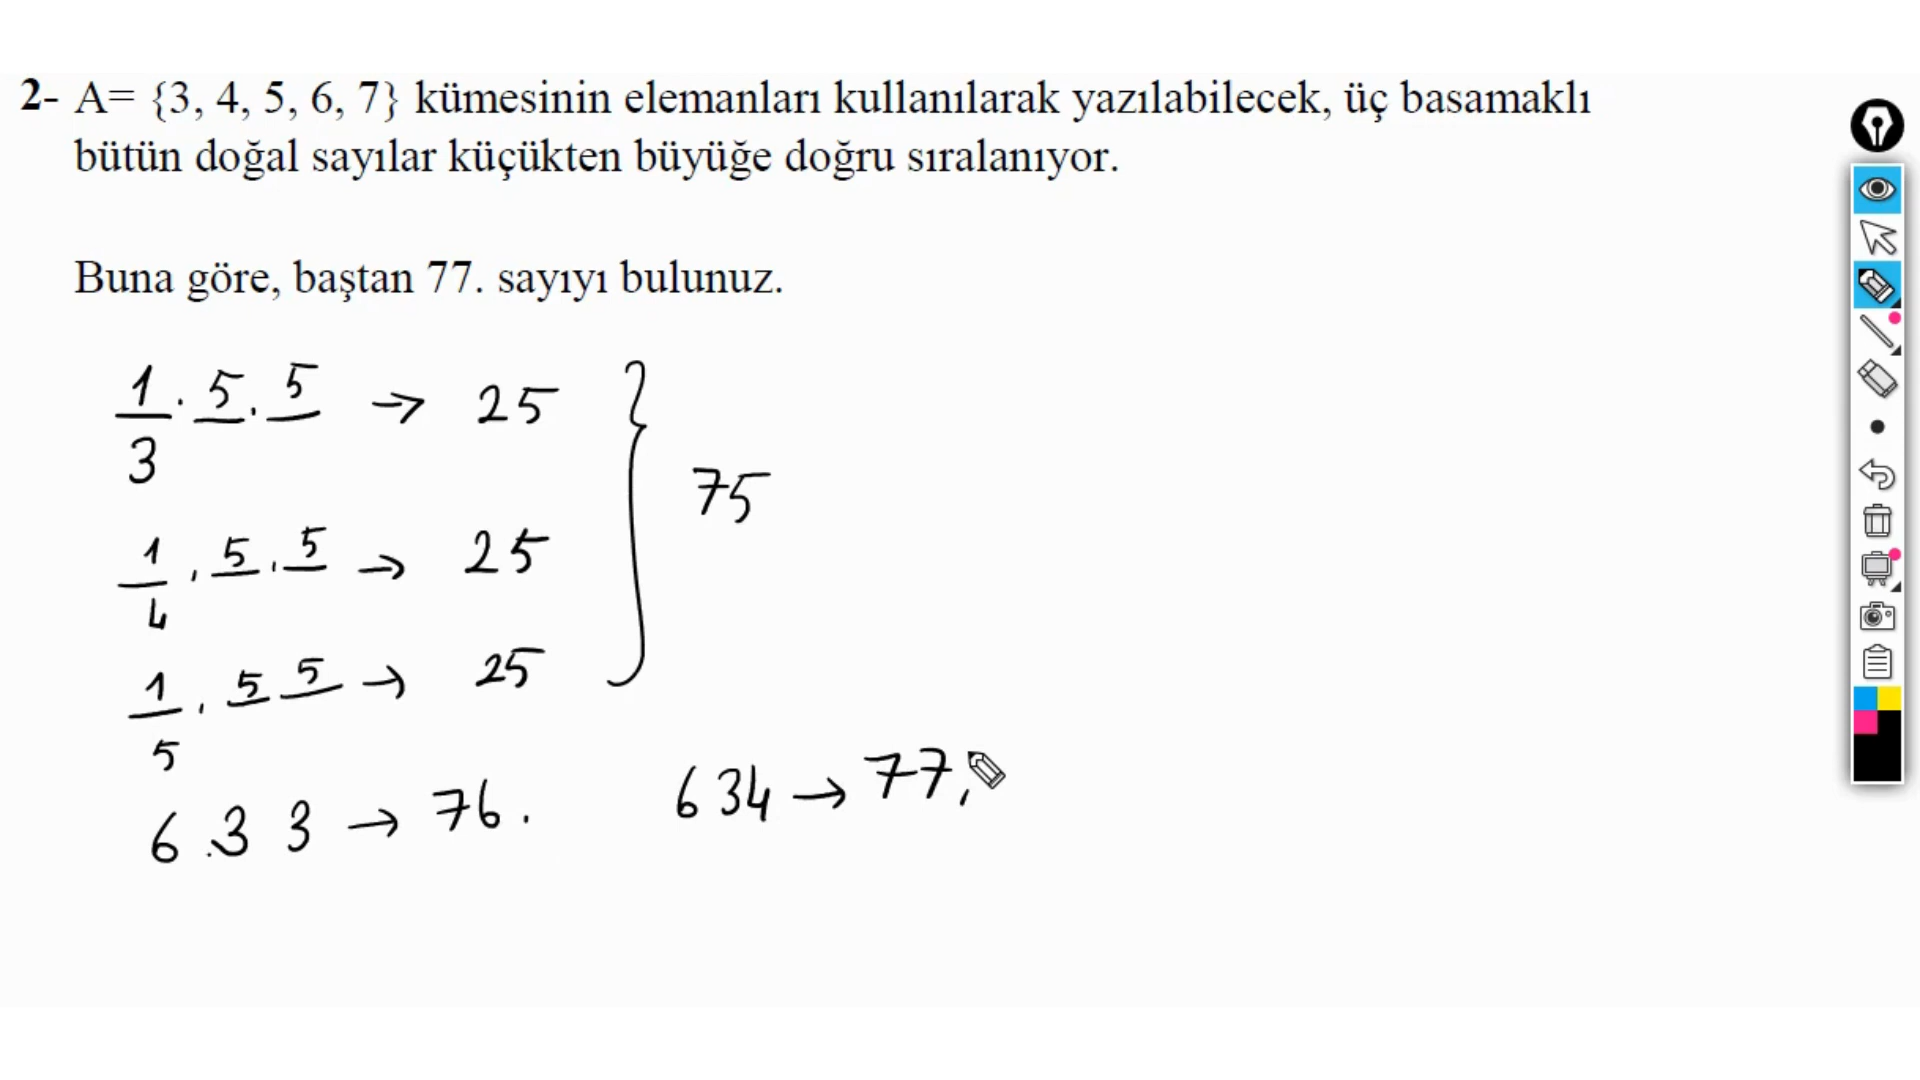 2- A= {3, 4, 5, 6, 7} kümesinin elemanları kullanılarak yazılabilecek, üç basamaklı
bütün doğal sayılar küçükten büyüğe doğru sıralanıyor.
Buna göre, baştan 77. sayıyı bulunuz.
1 . 5 . 5 → 25
3
75
1 . 5 . 5 → 25
4
1 . 5 5 → 25
5
6 3 3 → 76.
634 → 77.